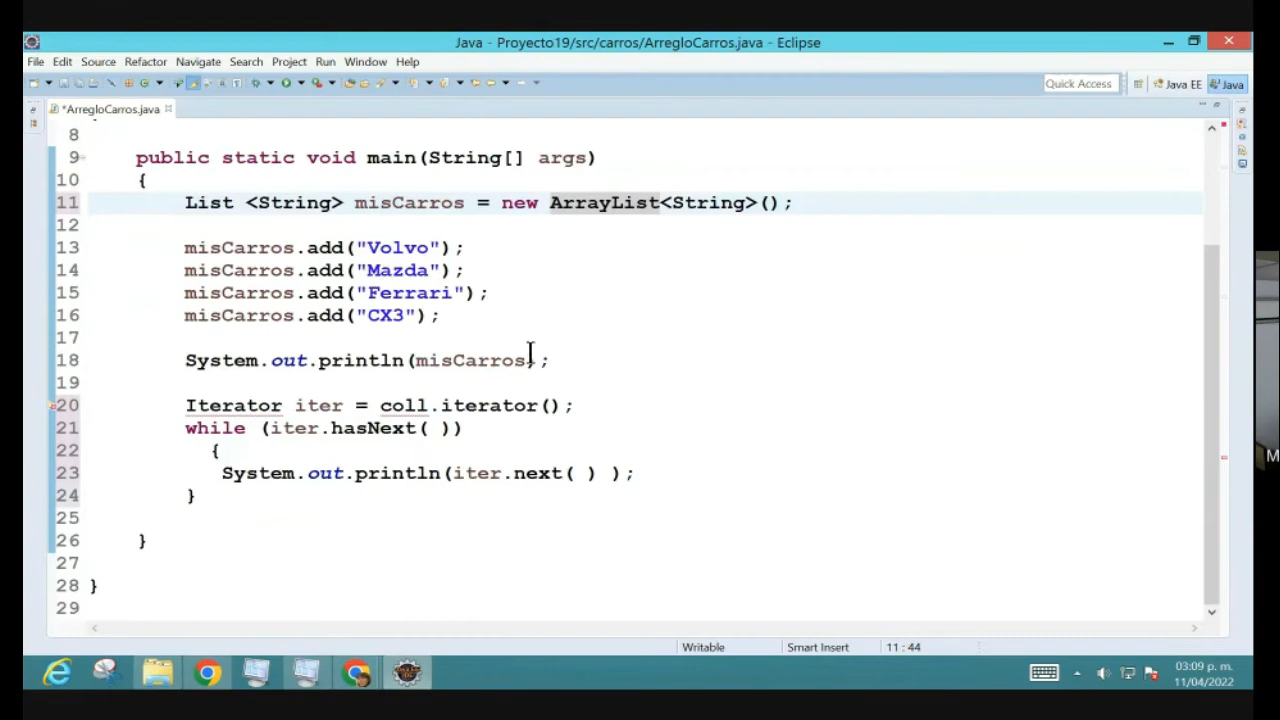 Java - Proyecto19/src/carros/ArregloCarros.java - Eclipse
File Edit Source Refactor Navigate Search Project Run Window Help
Quick Access Java EE Java
*ArregloCarros.java
8
9 public static void main(String[] args)
10 {
11 List <String> misCarros = new ArrayList<String>();
12
13 misCarros.add("Volvo");
14 misCarros.add("Mazda");
15 misCarros.add("Ferrari");
16 misCarros.add("CX3");
17
18 System.out.println(misCarros);
19
20 Iterator iter = coll.iterator();
21 while (iter.hasNext( ))
22 {
23 System.out.println(iter.next( ) );
24 }
25
26 }
27
28 }
29
M
Writable Smart Insert 11 : 44
03:09 p. m.
11/04/2022